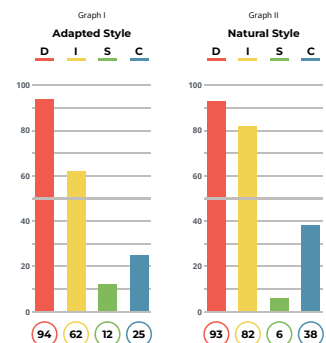 Graph I
Adapted Style
D I S C
100
80
60
40
20
0
94 62 12 25
Graph II
Natural Style
D I S C
100
80
60
40
20
0
93 82 6 38